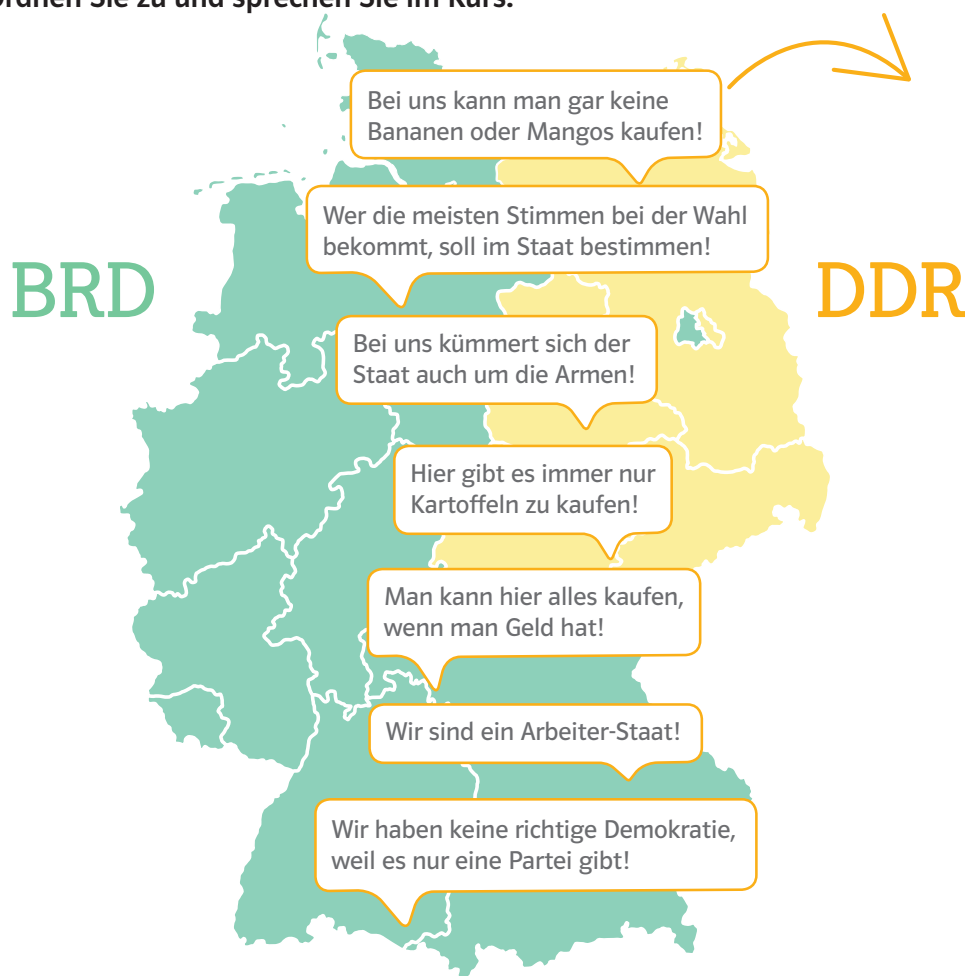 Ordnen Sie zu und sprechen Sie im Kurs.
Bei uns kann man gar keine
Bananen oder Mangos kaufen!
Wer die meisten Stimmen bei der Wahl
bekommt, soll im Staat bestimmen!
BRD
DDR
Bei uns kümmert sich der
Staat auch um die Armen!
Hier gibt es immer nur
Kartoffeln zu kaufen!
Man kann hier alles kaufen,
wenn man Geld hat!
Wir sind ein Arbeiter-Staat!
Wir haben keine richtige Demokratie,
weil es nur eine Partei gibt!